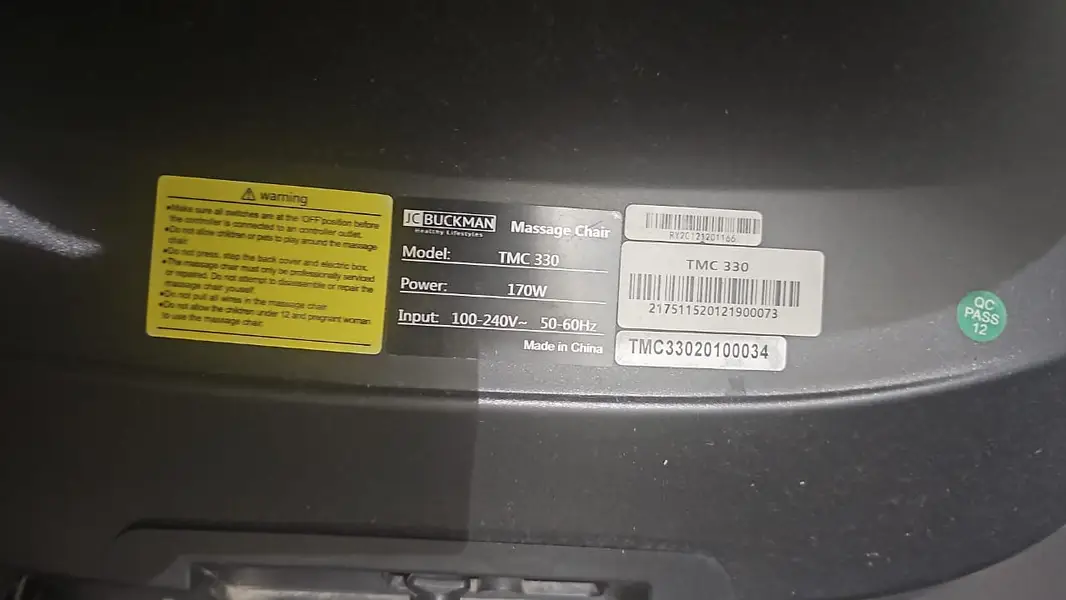 ⚠ warning
•Make sure all switches are at the 'OFF' position before
the controller is connected to an controller outlet.
•Do not allow children or pets to play around the massage
chair.
•Do not press, step the back cover and electric box.
•The massage chair must only be professionally serviced
or repaired. Do not attempt to disassemble or repair the
massage chair youself.
•Do not pull all wires in the massage chair.
•Do not allow the children under 12 and pregnant woman
to use the massage chair.
JC BUCKMAN
Healthy Lifestyles
Massage Chair
Model: TMC 330
Power: 170W
Input: 100-240V~ 50-60Hz
Made in China
RY20121201166
TMC 330
217511520121900073
TMC33020100034
QC
PASS
12